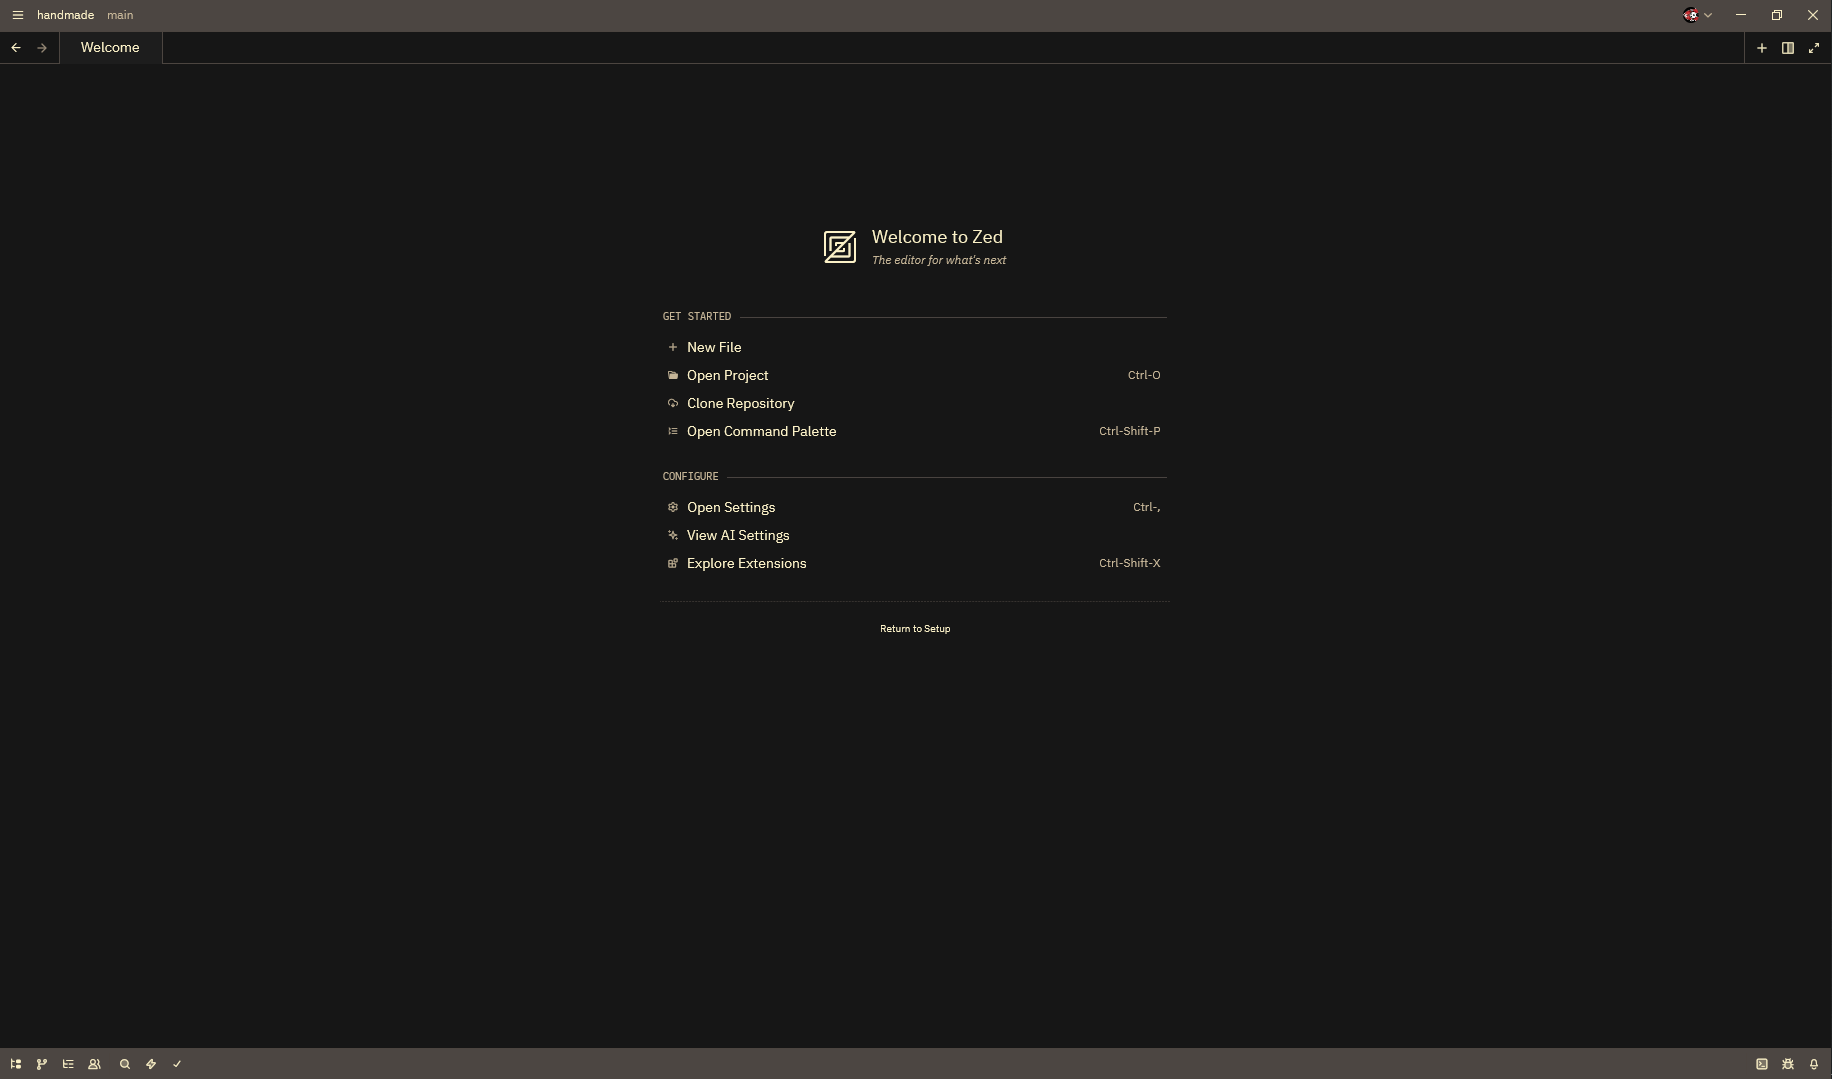 handmade main
Welcome
Welcome to Zed
The editor for what's next
GET STARTED
New File
Open Project Ctrl-O
Clone Repository
Open Command Palette Ctrl-Shift-P
CONFIGURE
Open Settings Ctrl-,
View AI Settings
Explore Extensions Ctrl-Shift-X
Return to Setup